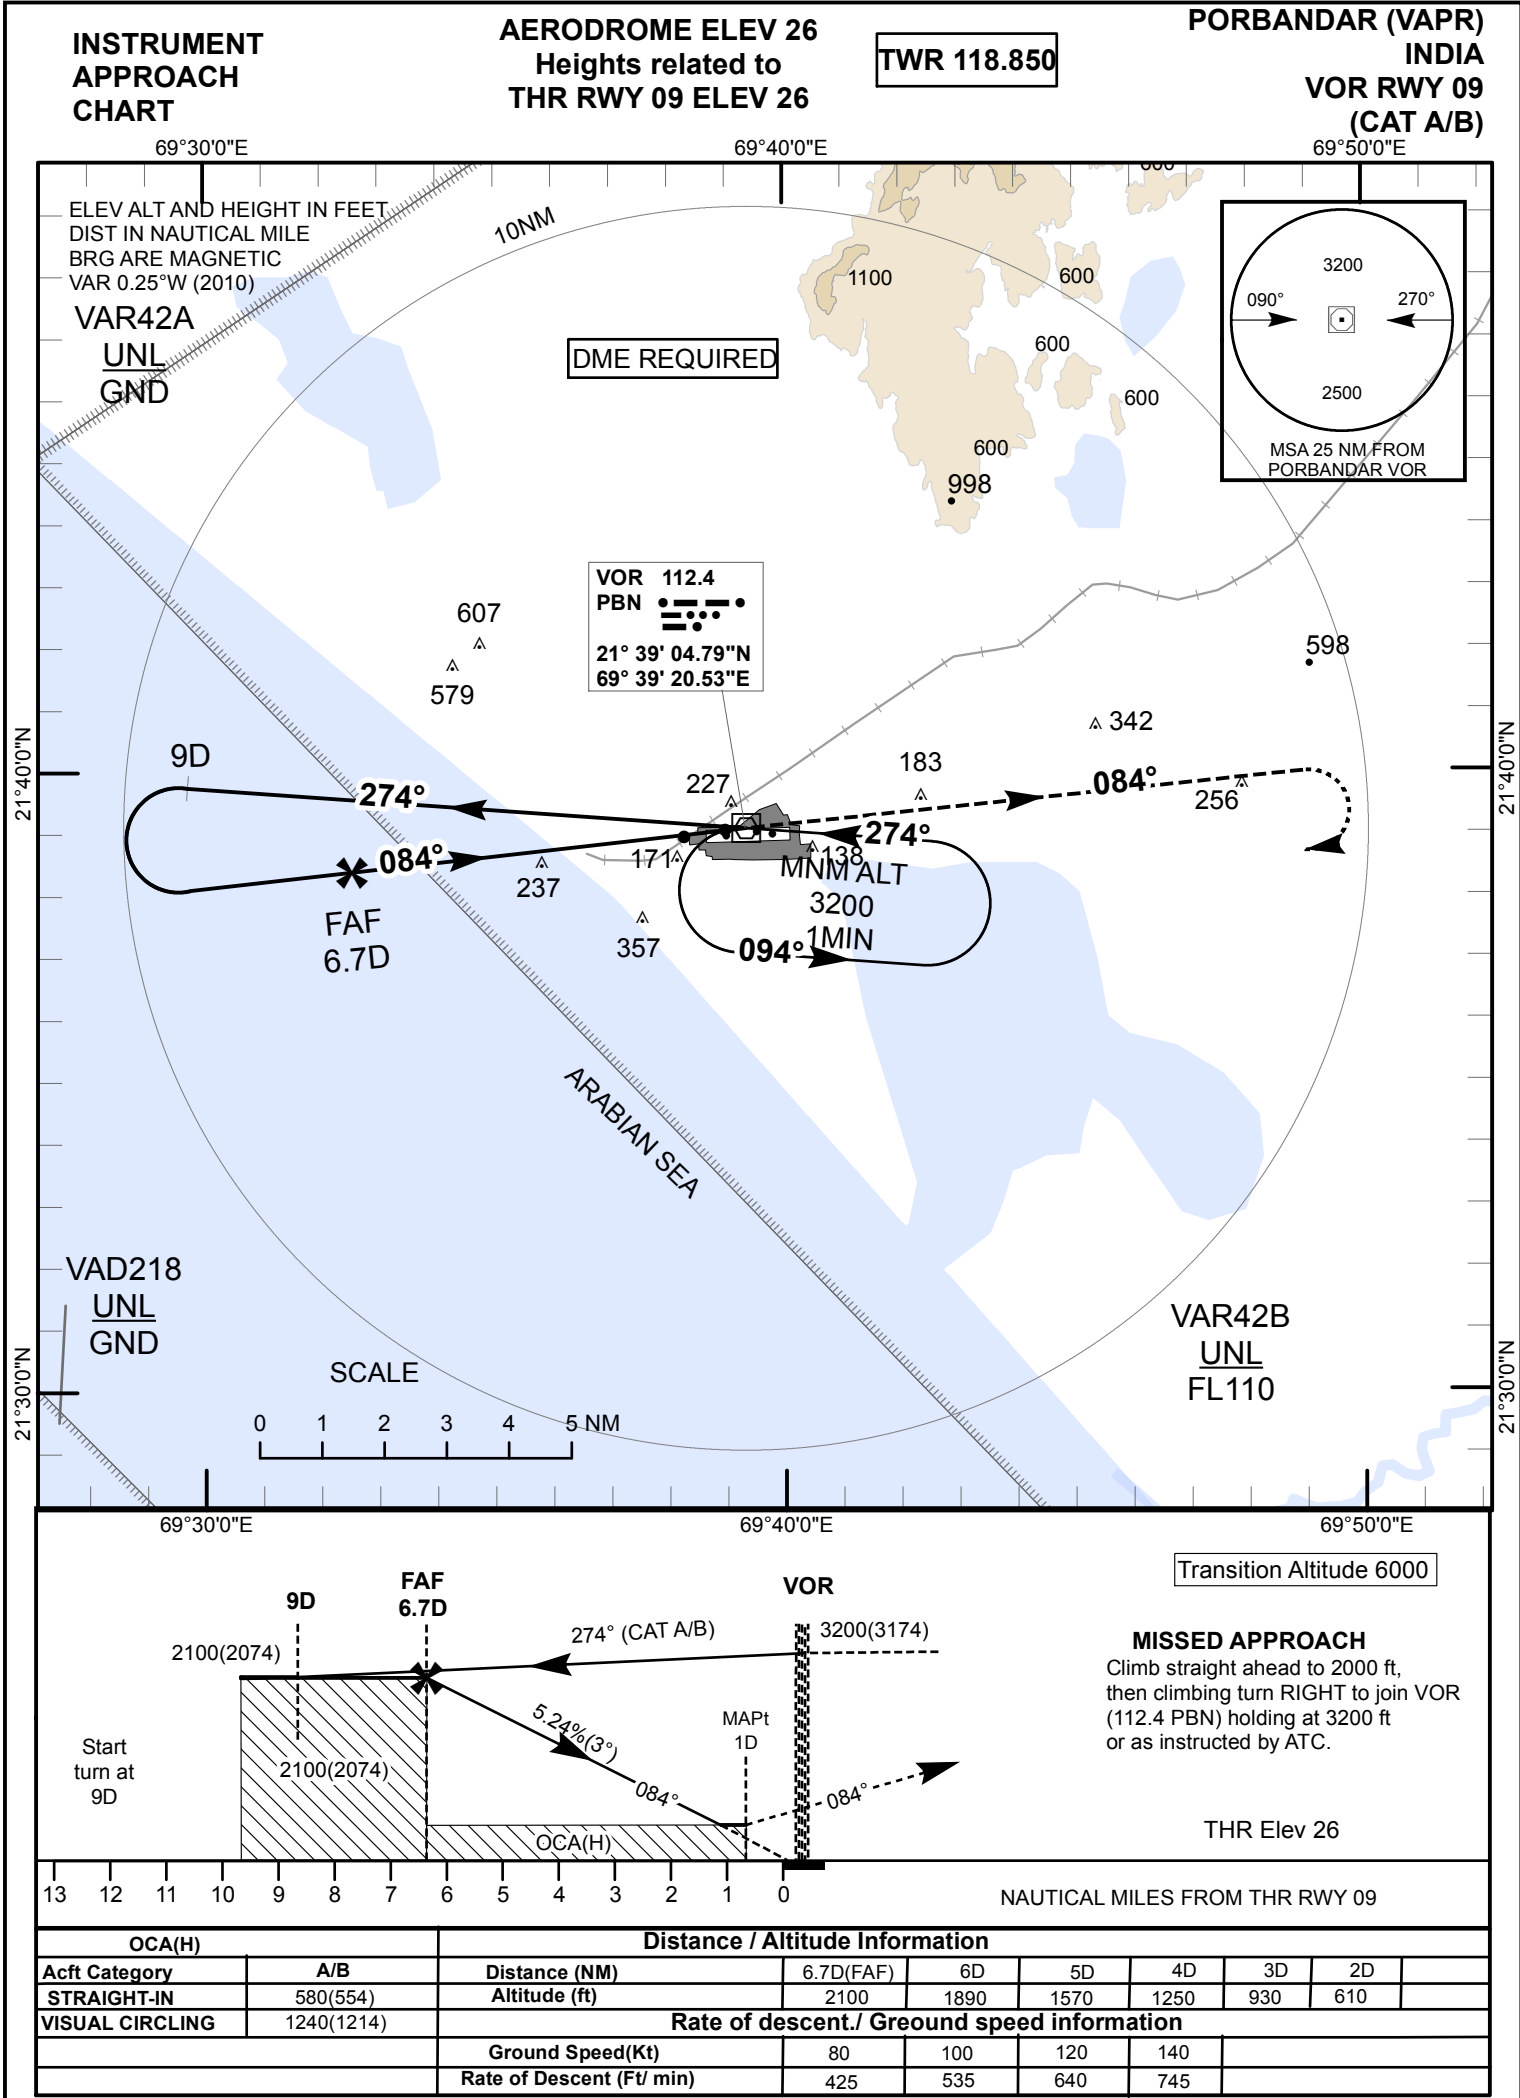 INSTRUMENT
APPROACH
CHART
AERODROME ELEV 26
Heights related to
THR RWY 09 ELEV 26
TWR 118.850
PORBANDAR (VAPR)
INDIA
VOR RWY 09
(CAT A/B)
69°30'0"E
69°40'0"E
69°50'0"E
ELEV ALT AND HEIGHT IN FEET
DIST IN NAUTICAL MILE
BRG ARE MAGNETIC
VAR 0.25°W (2010)
VAR42A
UNL
GND
10NM
DME REQUIRED
600
1100
600
600
600
600
998
3200
090°
270°
2500
MSA 25 NM FROM
PORBANDAR VOR
VOR 112.4
PBN
21° 39' 04.79"N
69° 39' 20.53"E
607
579
598
342
183
227
256
9D
274°
084°
084°
274°
171
138
237
357
FAF
6.7D
MNM ALT
3200
1MIN
094°
21°40'0"N
21°40'0"N
ARABIAN SEA
VAD218
UNL
GND
VAR42B
UNL
FL110
21°30'0"N
21°30'0"N
SCALE
0 1 2 3 4 5 NM
69°30'0"E
69°40'0"E
69°50'0"E
Transition Altitude 6000
9D
FAF
6.7D
VOR
2100(2074)
274° (CAT A/B)
3200(3174)
MISSED APPROACH
Climb straight ahead to 2000 ft,
then climbing turn RIGHT to join VOR
(112.4 PBN) holding at 3200 ft
or as instructed by ATC.
Start
turn at
9D
2100(2074)
5.24%(3°)
084°
MAPt
1D
084°
OCA(H)
THR Elev 26
13 12 11 10 9 8 7 6 5 4 3 2 1 0
NAUTICAL MILES FROM THR RWY 09
OCA(H) Distance / Altitude Information
Acft Category A/B Distance (NM) 6.7D(FAF) 6D 5D 4D 3D 2D
STRAIGHT-IN 580(554) Altitude (ft) 2100 1890 1570 1250 930 610
VISUAL CIRCLING 1240(1214) Rate of descent./ Greound speed information
Ground Speed(Kt) 80 100 120 140
Rate of Descent (Ft/ min) 425 535 640 745